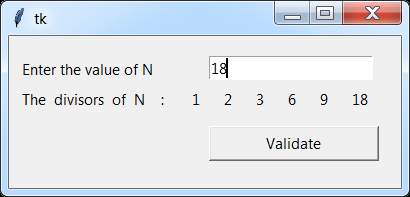 tk
Enter the value of N 18
The divisors of N : 1 2 3 6 9 18
Validate